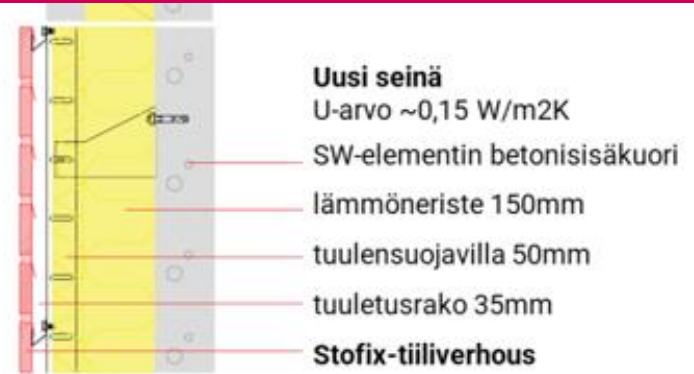 Uusi seinä
U-arvo ~0,15 W/m2K
SW-elementin betonisisäkuori
lämmöneriste 150mm
tuulensuojavilla 50mm
tuuletusrako 35mm
Stofix-tiiliverhous